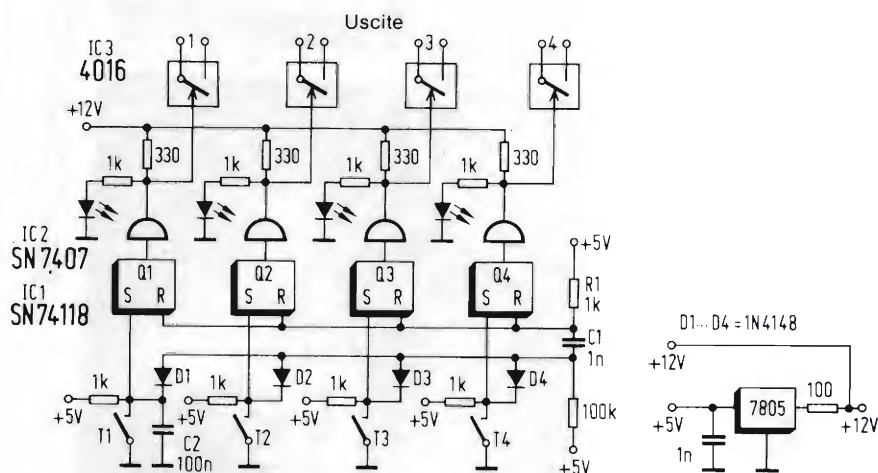 Uscite
IC3
4016
1
2
3
4
+12V
330
330
330
330
1k
1k
1k
1k
IC2
SN7407
IC1
SN74118
Q1
S R
Q2
S R
Q3
S R
Q4
S R
+5V
R1
1k
C1
1n
D1
D2
D3
D4
1k
1k
1k
1k
+5V
+5V
+5V
+5V
T1
T2
T3
T4
C2
100n
100k
+5V
D1...D4 = 1N4148
+12V
7805
100
+5V
+12V
1n